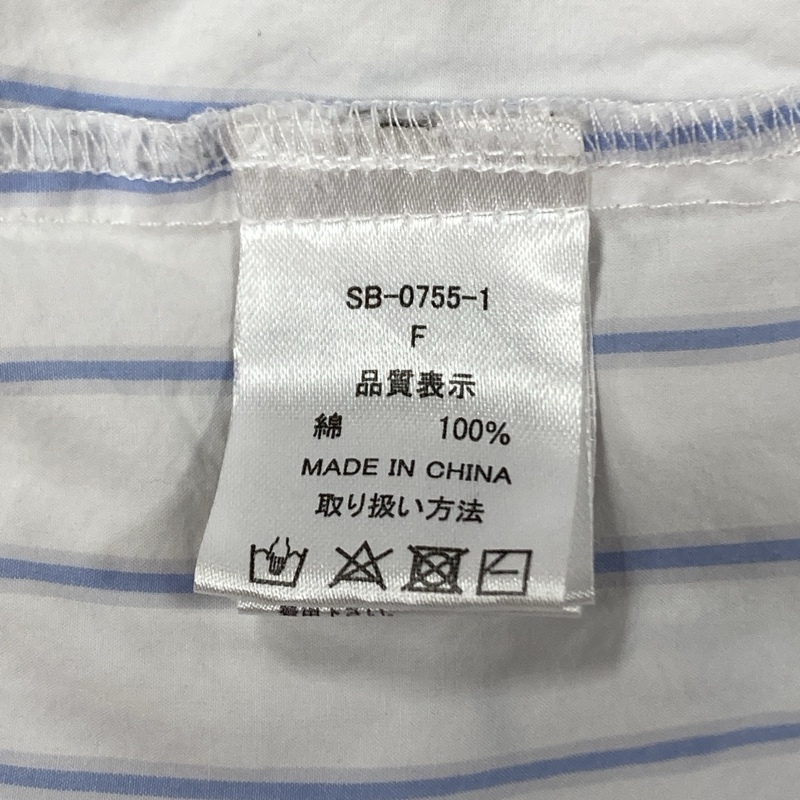 SB-0755-1
F
品質表示
綿 100%
MADE IN CHINA
取り扱い方法